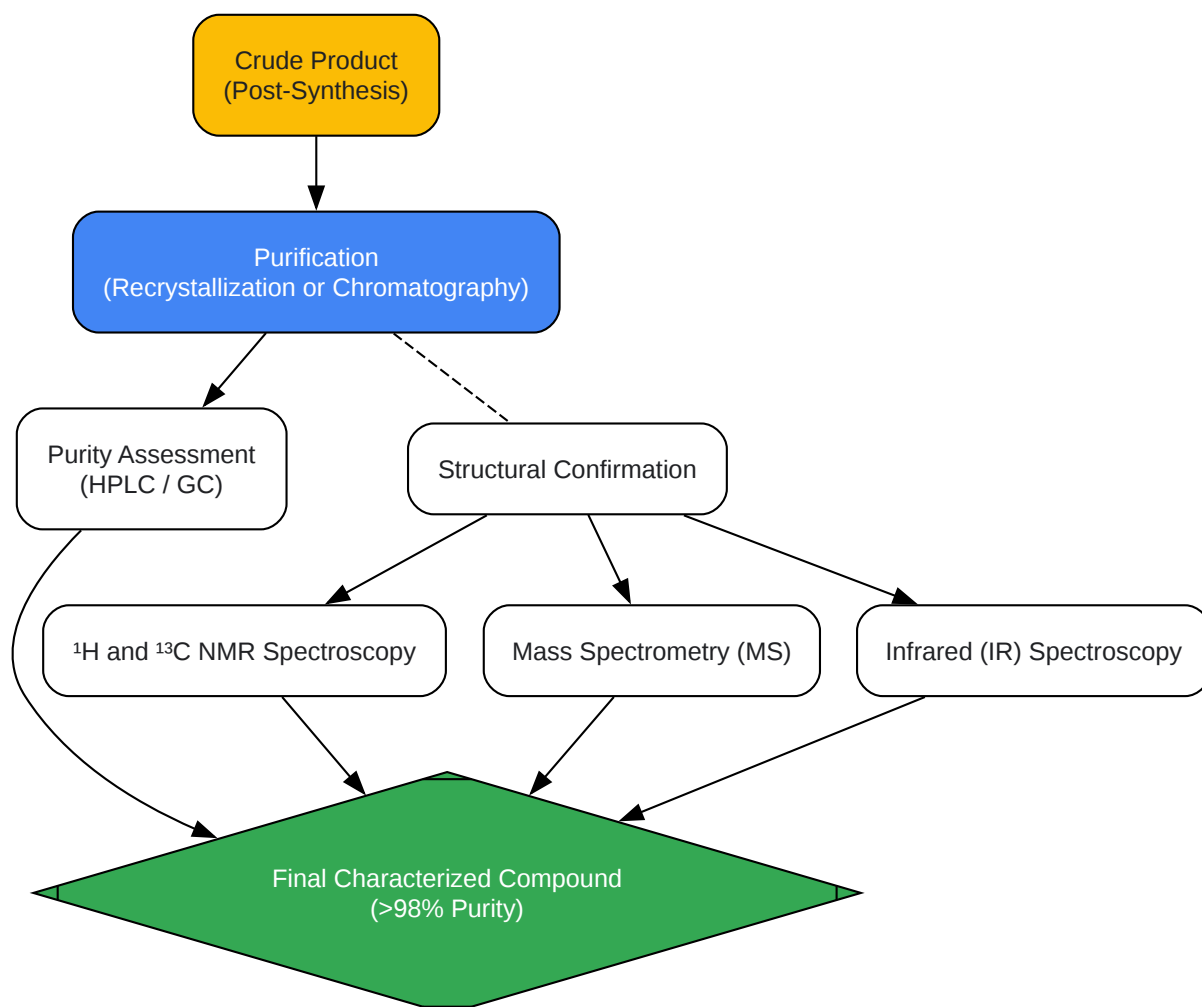 Crude Product
(Post-Synthesis)
Purification
(Recrystallization or Chromatography)
Purity Assessment
(HPLC / GC)
Structural Confirmation
¹H and ¹³C NMR Spectroscopy
Mass Spectrometry (MS)
Infrared (IR) Spectroscopy
Final Characterized Compound
(>98% Purity)